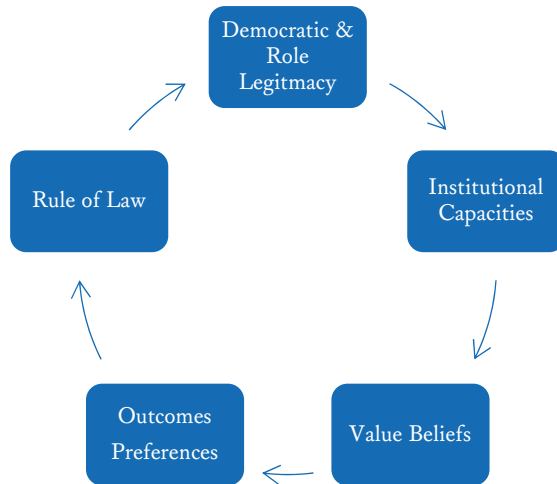 Democratic &
Role
Legitmacy
Institutional
Capacities
Value Beliefs
Outcomes
Preferences
Rule of Law